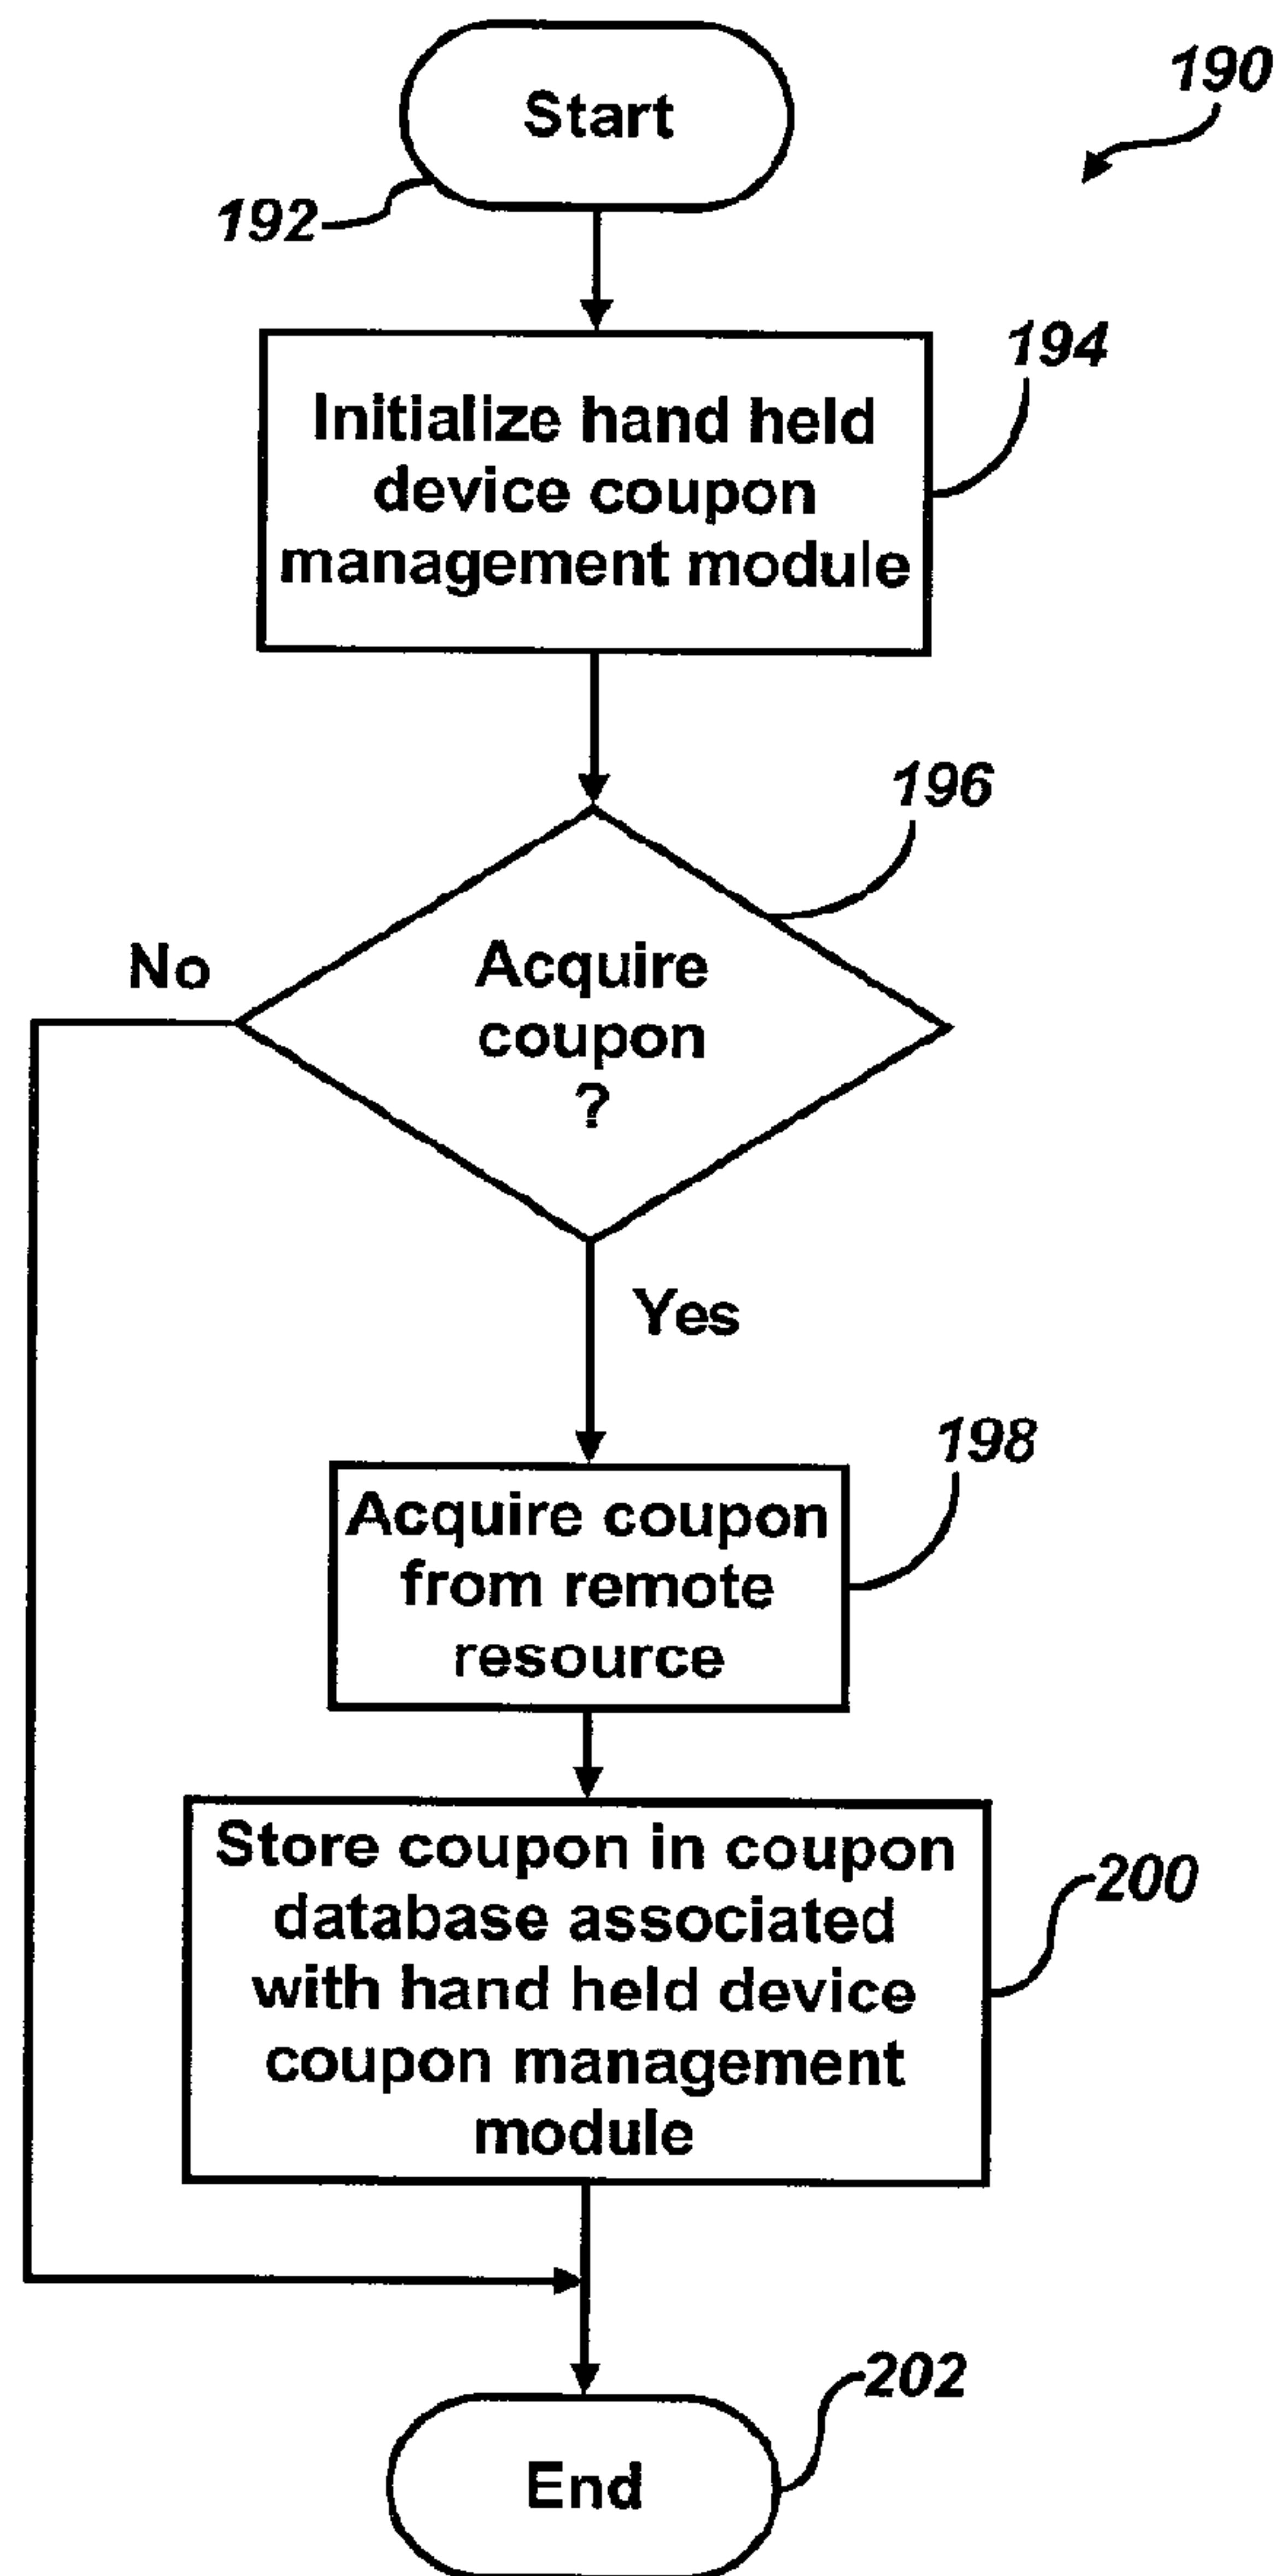 Start
190
192
Initialize hand held
device coupon
management module
194
196
Acquire
coupon
?
No
Yes
198
Acquire coupon
from remote
resource
Store coupon in coupon
database associated
with hand held device
coupon management
module
200
202
End